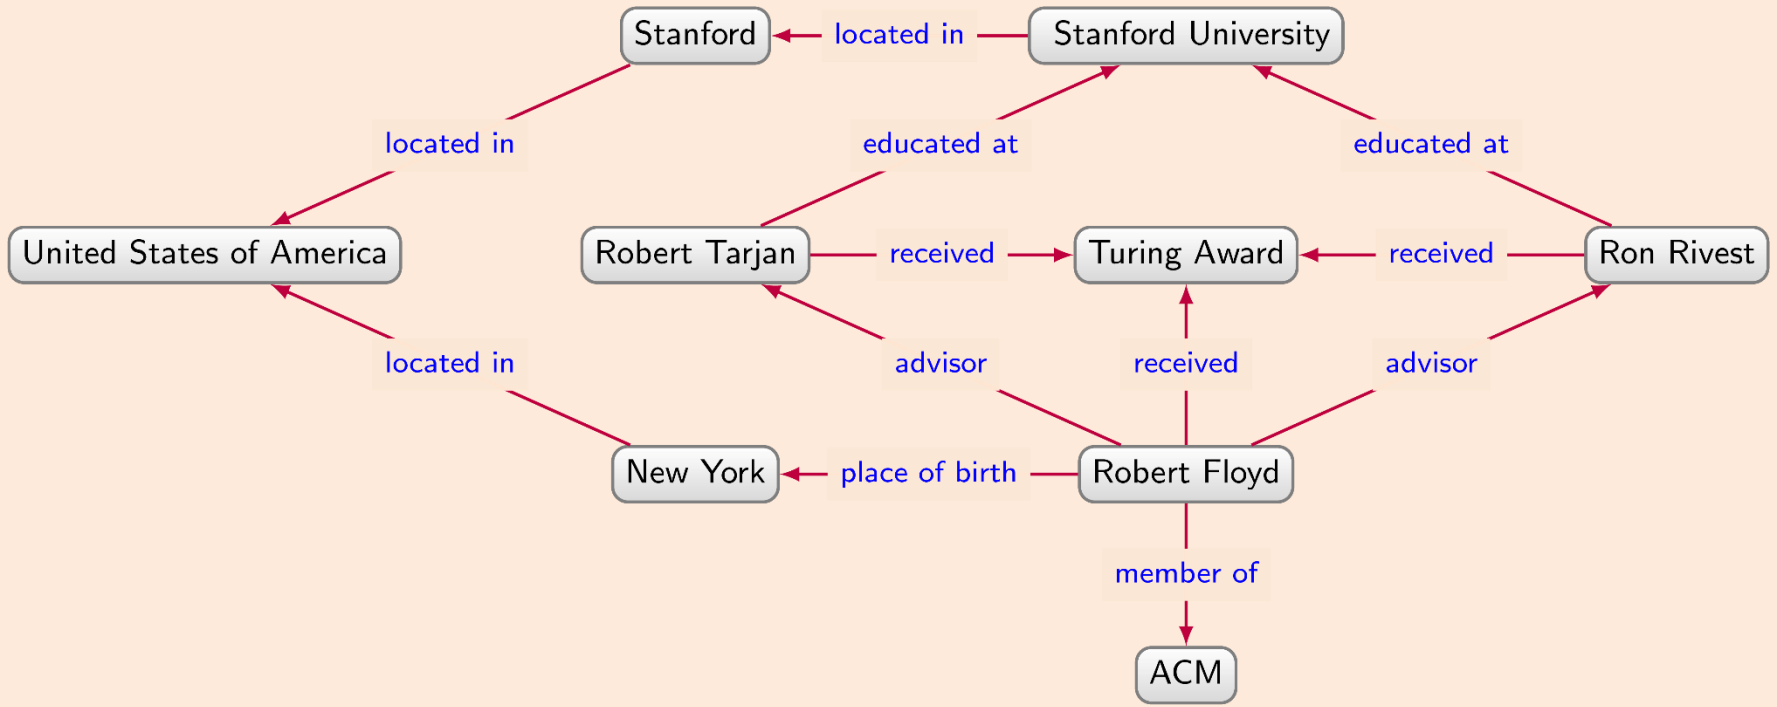 Stanford
located in
Stanford University
located in
educated at
educated at
United States of America
Robert Tarjan
received
Turing Award
received
Ron Rivest
located in
advisor
received
advisor
New York
place of birth
Robert Floyd
member of
ACM